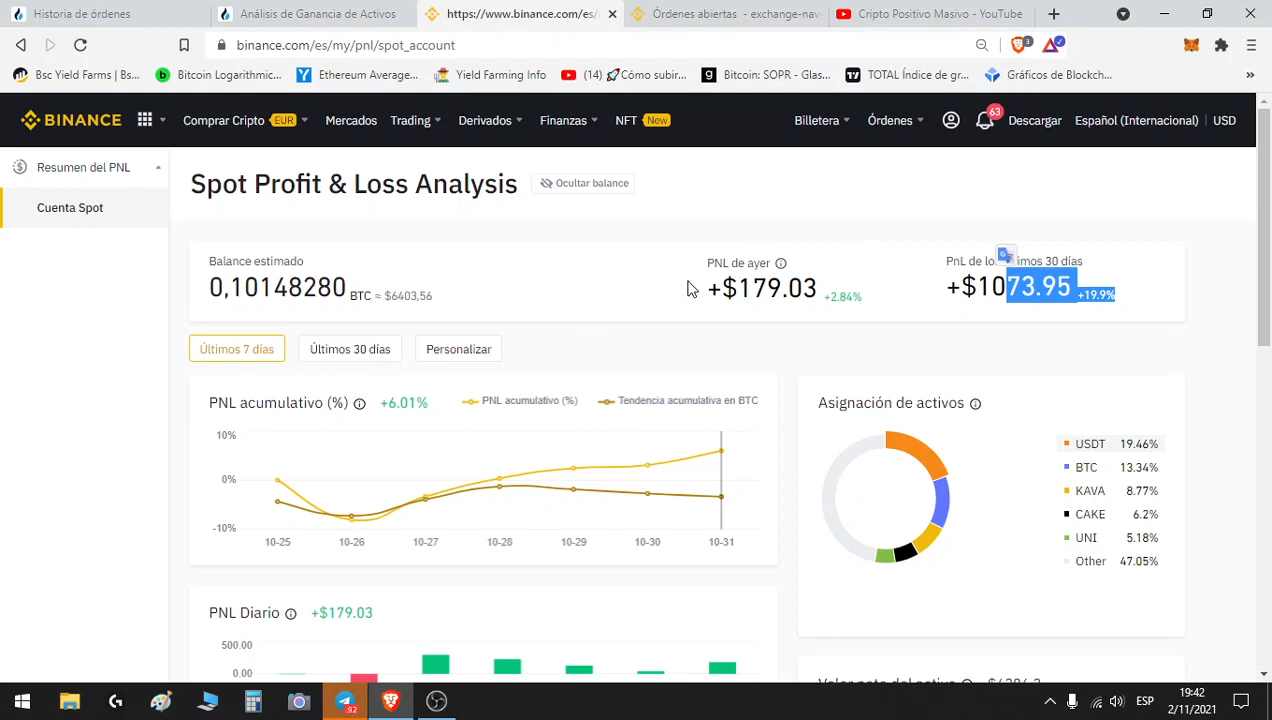 Historia de órdenes
Análisis de Ganancia de Activos
https://www.binance.com/es/
Órdenes abiertas - exchange-nav-
Cripto Positivo Masivo - YouTube
binance.com/es/my/pnl/spot_account
3
Bsc Yield Farms | Bs...
Bitcoin Logarithmic...
Ethereum Average...
Yield Farming Info
(14) 🚀Cómo subir...
Bitcoin: SOPR - Glas...
TOTAL Índice de gr...
Gráficos de Blockch...
»
BINANCE
Comprar Cripto EUR
Mercados
Trading
Derivados
Finanzas
NFT New
Billetera
Órdenes
63
Descargar
Español (Internacional)
USD
Resumen del PNL
Cuenta Spot
Spot Profit & Loss Analysis
Ocultar balance
Balance estimado
0,10148280 BTC ≈ $6403,56
PNL de ayer
+$179.03 +2.84%
PnL de lo imos 30 días
+$1073.95 +19.9%
Últimos 7 días
Últimos 30 días
Personalizar
PNL acumulativo (%) +6.01%
PNL acumulativo (%)
Tendencia acumulativa en BTC
10%
0%
-10%
10-25 10-26 10-27 10-28 10-29 10-30 10-31
Asignación de activos
USDT 19.46%
BTC 13.34%
KAVA 8.77%
CAKE 6.2%
UNI 5.18%
Other 47.05%
PNL Diario +$179.03
500.00
0.00
92
ESP
19:42
2/11/2021